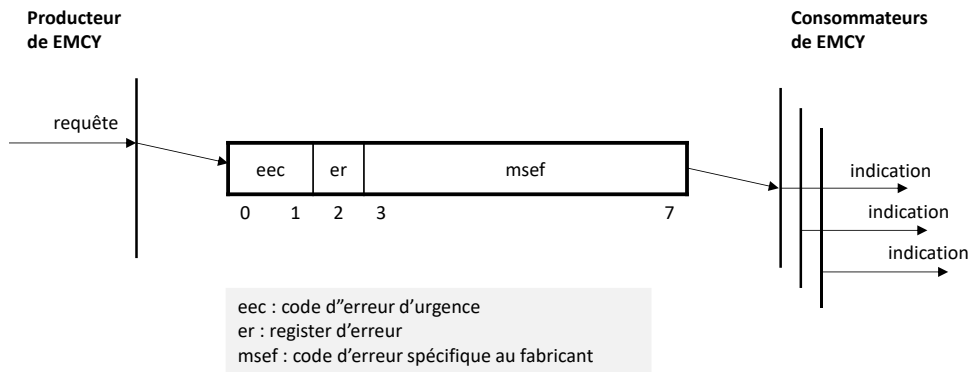 Producteur
de EMCY
Consommateurs
de EMCY
requête
eec er msef
0 1 2 3 7
indication
indication
indication
eec : code d"erreur d'urgence
er : register d'erreur
msef : code d'erreur spécifique au fabricant